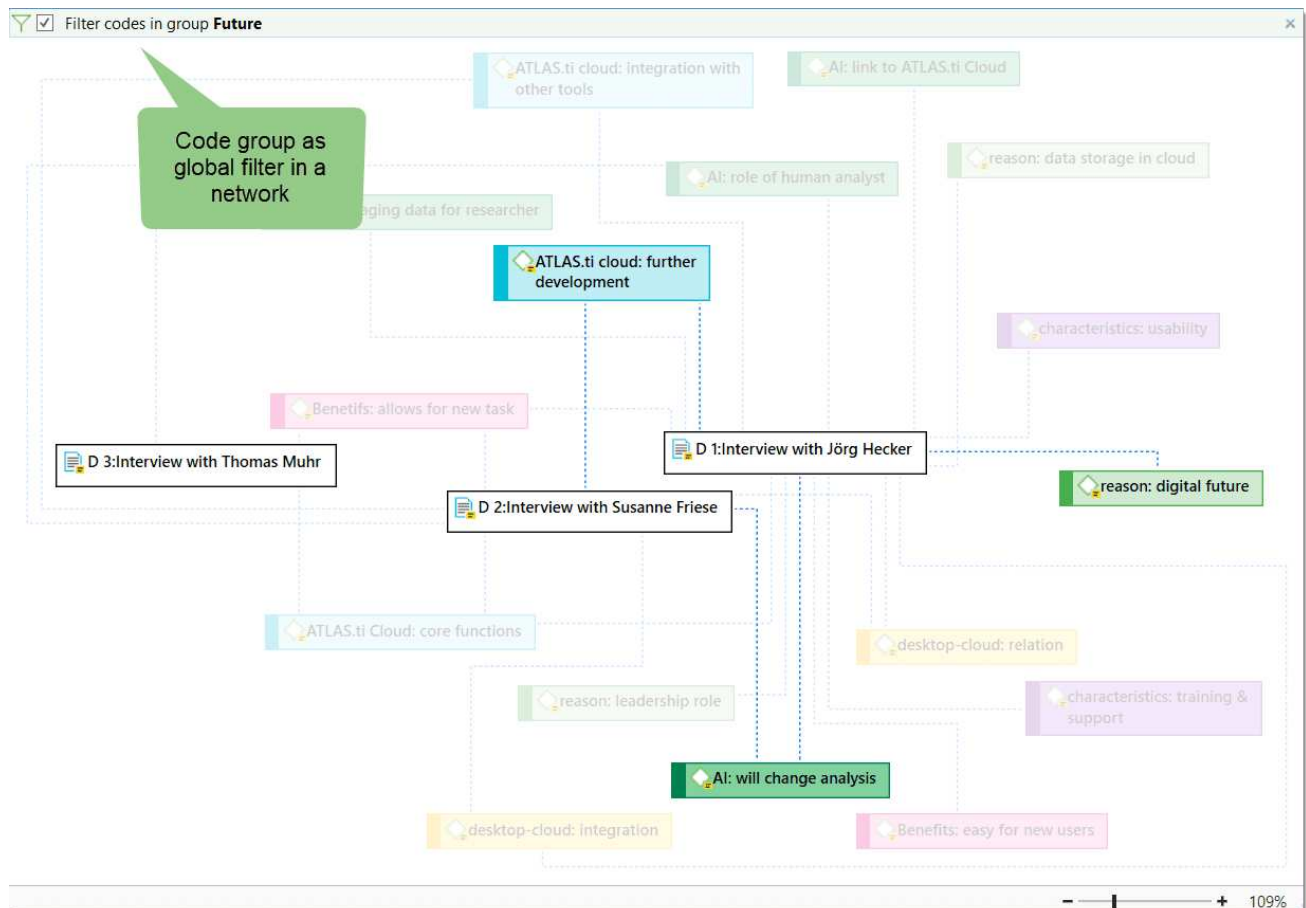 Filter codes in group Future
ATLAS.ti cloud: integration with
other tools
AI: link to ATLAS.ti Cloud
Code group as
global filter in a
network
reason: data storage in cloud
AI: role of human analyst
data for researcher
ATLAS.ti cloud: further
development
characteristics: usability
Benetifs: allows for new task
D 1:Interview with Jörg Hecker
D 3:Interview with Thomas Muhr
reason: digital future
D 2:Interview with Susanne Friese
ATLAS.ti Cloud: core functions
desktop-cloud: relation
reason: leadership role
characteristics: training &
support
AI: will change analysis
desktop-cloud: integration
Benefits: easy for new users
109%